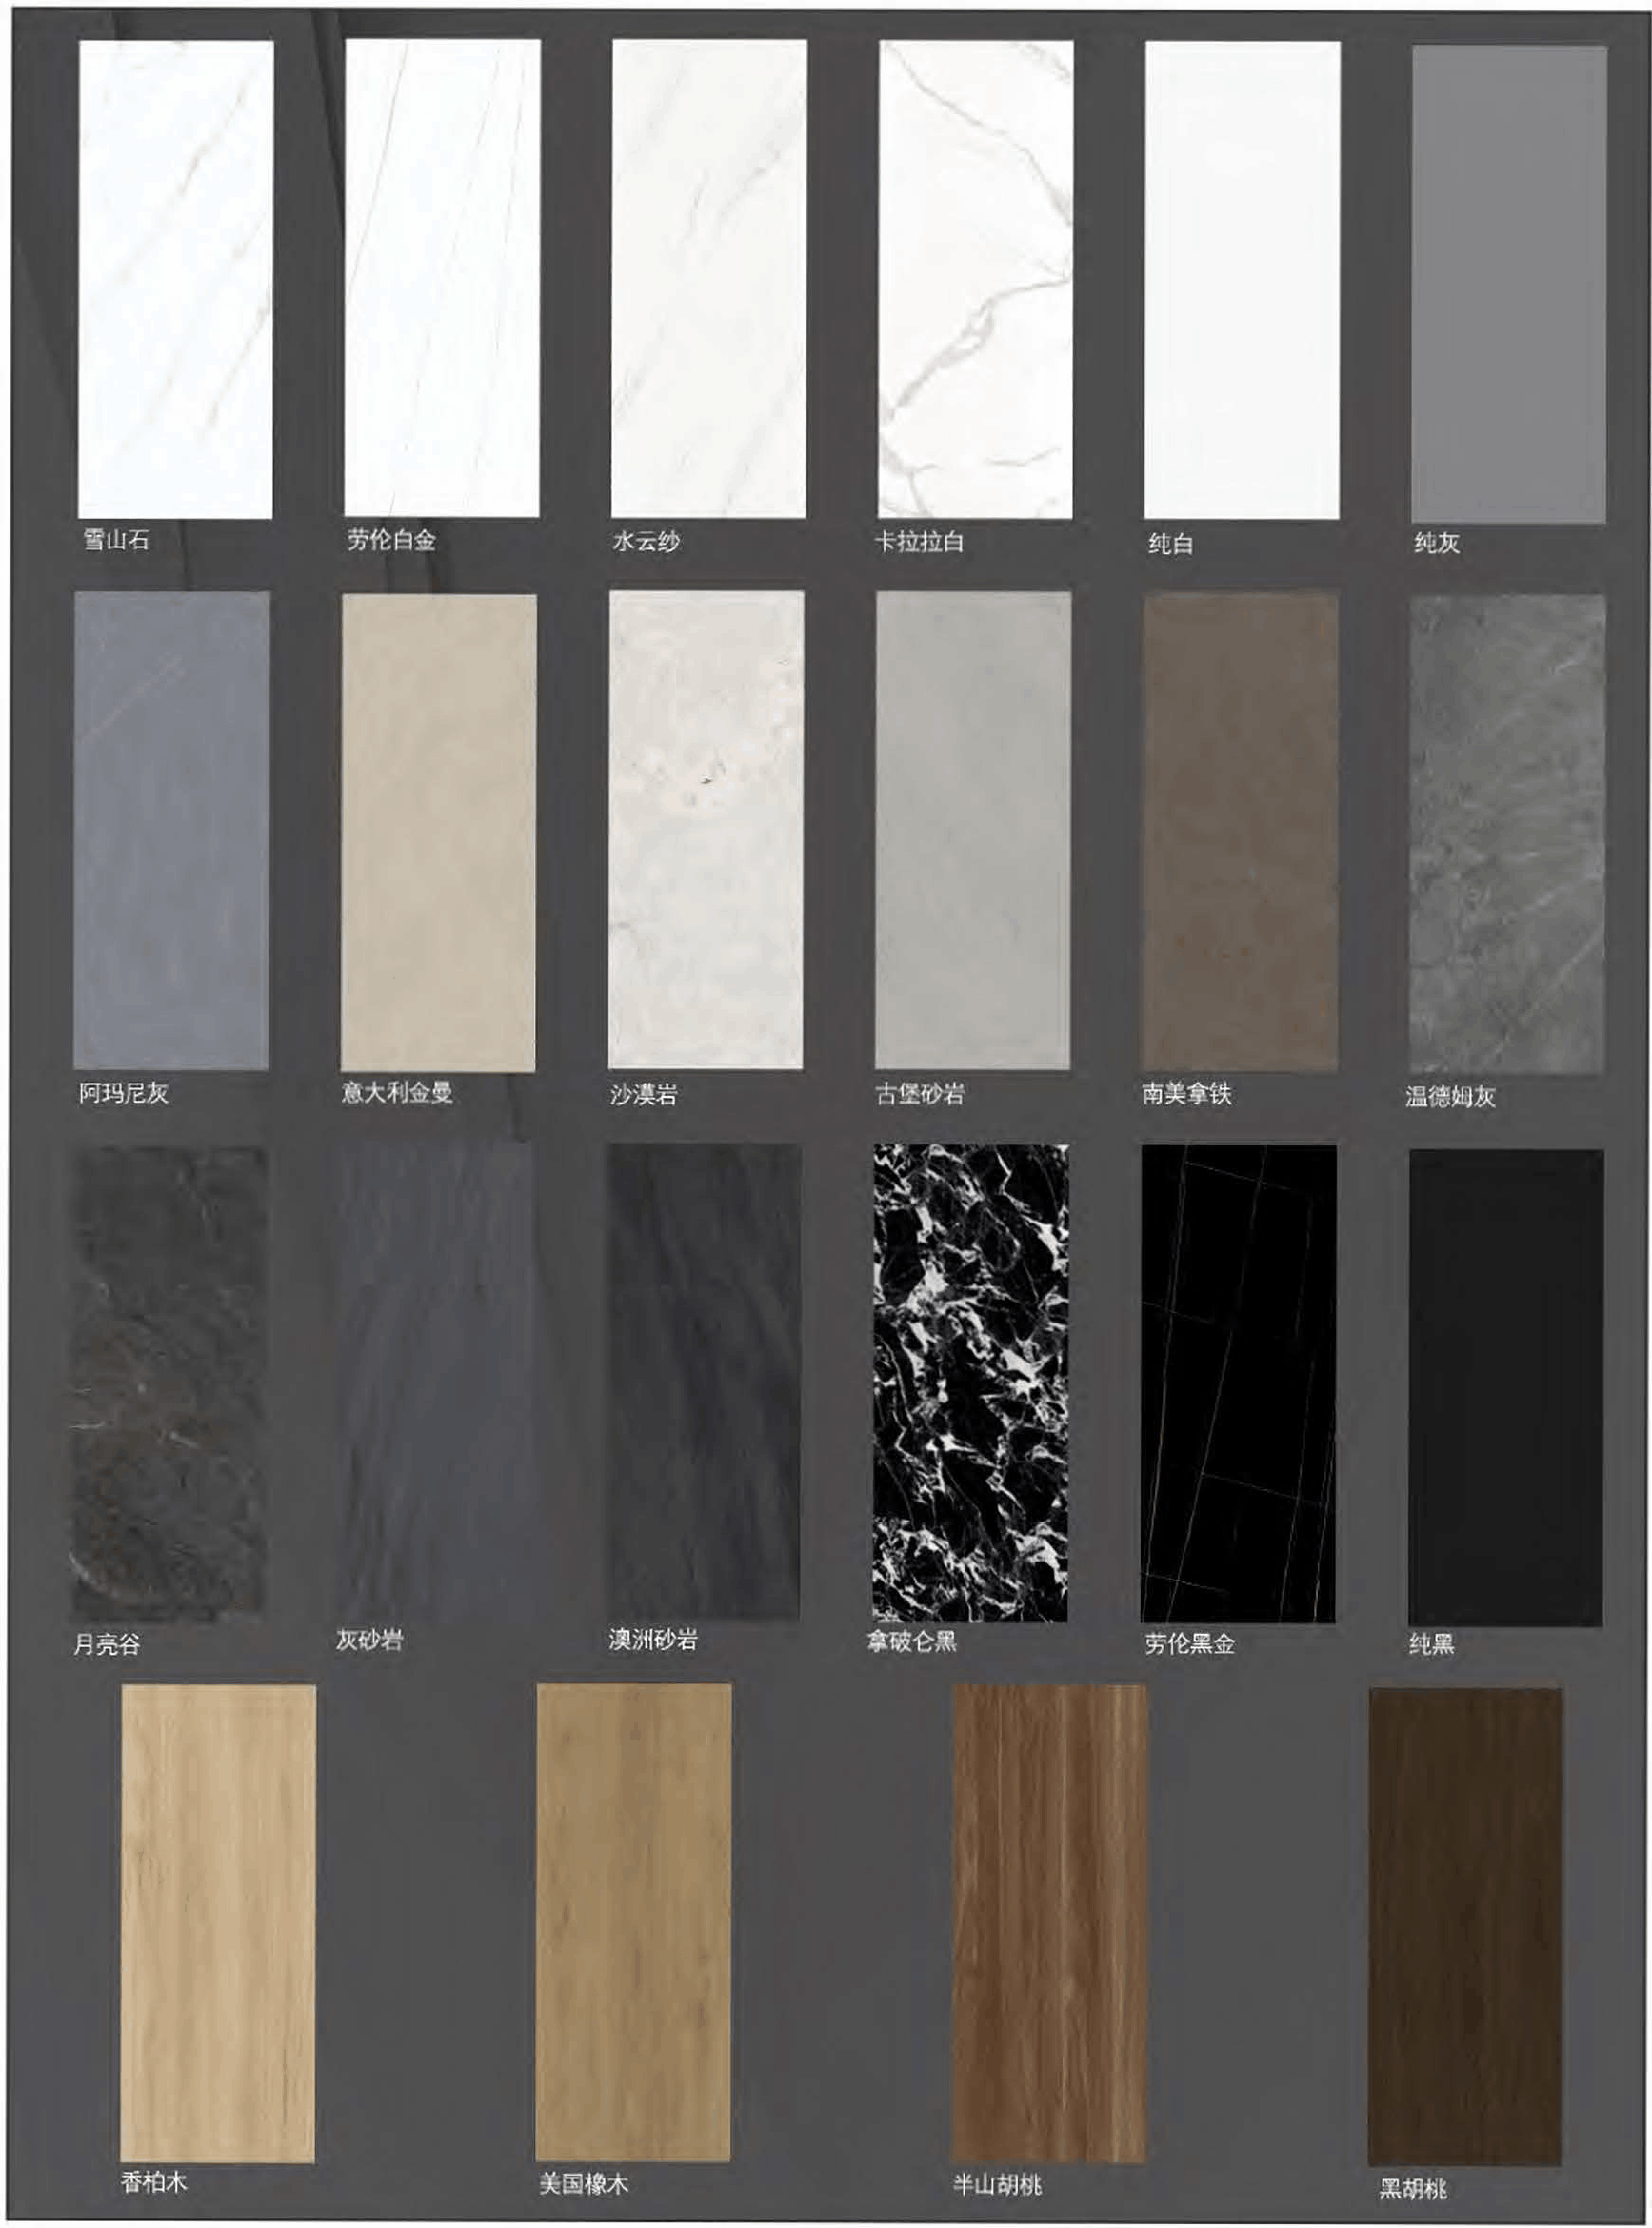 雪山石
劳伦白金
水云纱
卡拉拉白
纯白
纯灰
阿玛尼灰
意大利金曼
沙漠岩
古堡砂岩
南美拿铁
温德姆灰
月亮谷
灰砂岩
澳洲砂岩
拿破仑黑
劳伦黑金
纯黑
香柏木
美国橡木
半山胡桃
黑胡桃